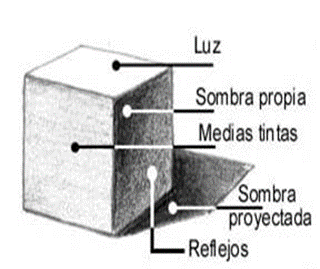 Luz
Sombra propia
Medias tintas
Sombra
proyectada
Reflejos